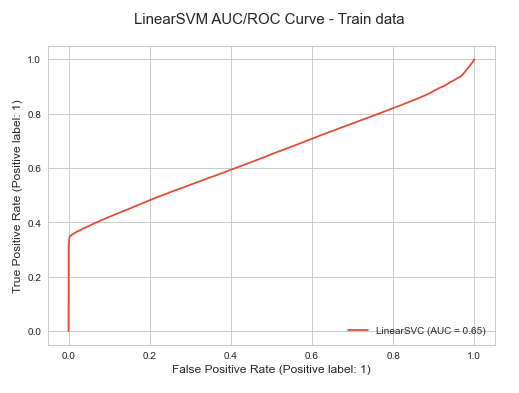 LinearSVM AUC/ROC Curve - Train data
True Positive Rate (Positive label: 1)
1.0
0.8
0.6
0.4
0.2
0.0
LinearSVC (AUC = 0.65)
0.0 0.2 0.4 0.6 0.8 1.0
False Positive Rate (Positive label: 1)